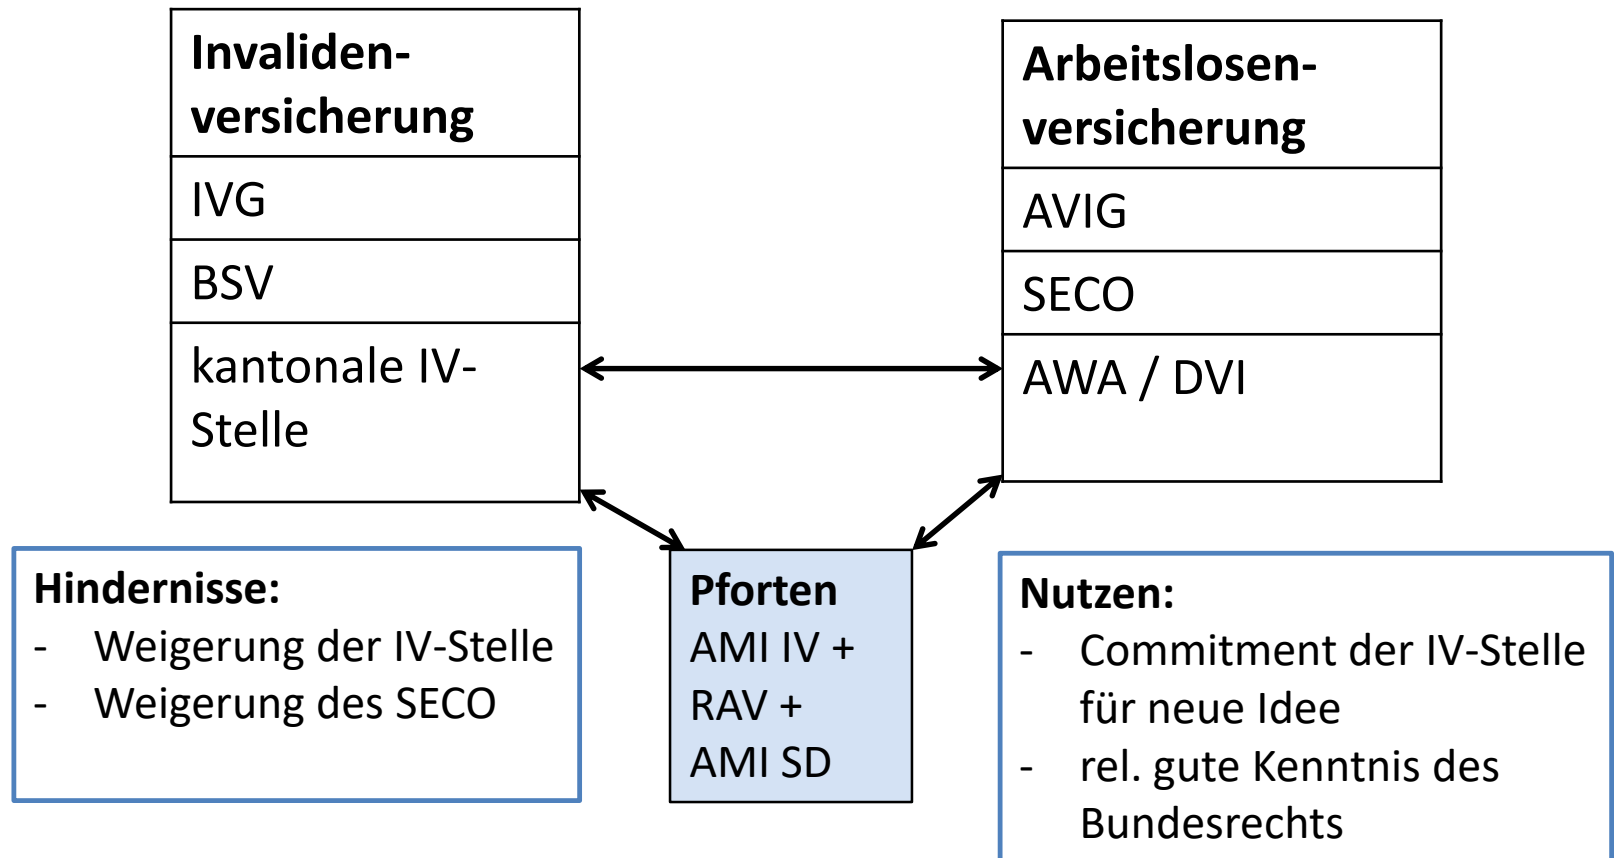 Invaliden-
versicherung
IVG
BSV
kantonale IV-
Stelle
Arbeitslosen-
versicherung
AVIG
SECO
AWA / DVI
Hindernisse:
- Weigerung der IV-Stelle
- Weigerung des SECO
Pforten
AMI IV +
RAV +
AMI SD
Nutzen:
- Commitment der IV-Stelle
für neue Idee
- rel. gute Kenntnis des
Bundesrechts